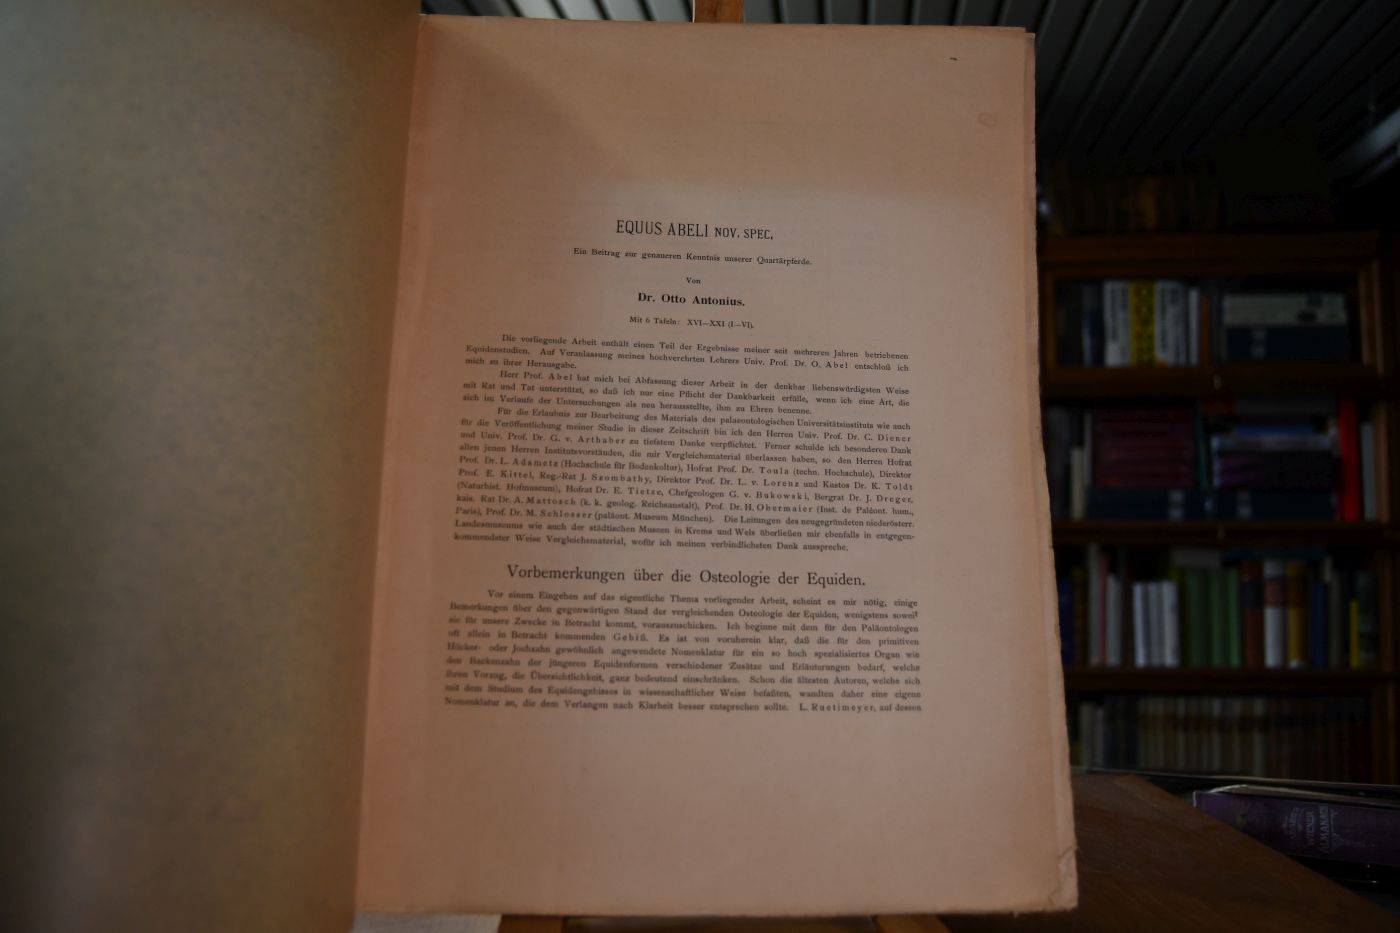 EQUUS ABELI NOV. SPEC.
Ein Beitrag zur genaueren Kenntnis unserer Quartärpferde.
Von
Dr. Otto Antonius.
Mit 6 Tafeln: XVI—XXI (I—VI).
Die vorliegende Arbeit enthält einen Teil der Ergebnisse meiner seit mehreren Jahren betriebenen
Equidenstudien. Auf Veranlassung meines hochverehrten Lehrers Univ. Prof. Dr. O. Abel entschloß ich
mich zu ihrer Herausgabe.
Herr Prof. Abel hat mich bei Abfassung dieser Arbeit in der denkbar liebenswürdigsten Weise
mit Rat und Tat unterstützt, so daß ich nur eine Pflicht der Dankbarkeit erfülle, wenn ich eine Art, die
sich im Verlaufe der Untersuchungen als neu herausstellte, ihm zu Ehren benenne.
Für die Erlaubnis zur Bearbeitung des Materials des palaeontologischen Universitätsinstituts wie auch
für die Veröffentlichung meiner Studie in dieser Zeitschrift bin ich den Herren Univ. Prof. Dr. C. Diener
und Univ. Prof. Dr. G. v. Arthaber zu tiefstem Danke verpflichtet. Ferner schulde ich besonderen Dank
allen jenen Herren Institutsvorständen, die mir Vergleichsmaterial überlassen haben, so den Herren Hofrat
Prof. Dr. L. Adametz (Hochschule für Bodenkultur), Hofrat Prof. Dr. Toula (techn. Hochschule), Direktor
Prof. E. Kittel, Reg.-Rat J. Szombathy, Direktor Prof. Dr. L. v. Lorenz und Kustos Dr. K. Toldt
(Naturhist. Hofmuseum), Hofrat Dr. E. Tietze, Chefgeologen G. v. Bukowski, Bergrat Dr. J. Dreger,
kais. Rat Dr. A. Mattosch (k. k. geolog. Reichsanstalt), Prof. Dr. H. Obermaier (Inst. de Paléont. hum.,
Paris), Prof. Dr. M. Schlosser (paläont. Museum München). Die Leitungen des neugegründeten niederösterr.
Landesmuseums wie auch der städtischen Museen in Krems und Wels überließen mir ebenfalls in entgegen-
kommendster Weise Vergleichsmaterial, wofür ich meinen verbindlichsten Dank ausspreche.
Vorbemerkungen über die Osteologie der Equiden.
Vor einem Eingehen auf das eigentliche Thema vorliegender Arbeit, scheint es mir nötig, einige
Bemerkungen über den gegenwärtigen Stand der vergleichenden Osteologie der Equiden, wenigstens soweit
sie für unsere Zwecke in Betracht kommt, vorauszuschicken. Ich beginne mit dem für den Paläontologen
oft allein in Betracht kommenden Gebiß. Es ist von vornherein klar, daß die für den primitiven
Höcker- oder Jochzahn gewöhnlich angewendete Nomenklatur für ein so hoch spezialisiertes Organ wie
den Backenzahn der jüngeren Equidenformen verschiedener Zusätze und Erläuterungen bedarf, welche
ihren Vorzug, die Übersichtlichkeit, ganz bedeutend einschränken. Schon die ältesten Autoren, welche sich
mit dem Studium des Equidengebisses in wissenschaftlicher Weise befaßten, wandten daher eine eigene
Nomenklatur an, die dem Verlangen nach Klarheit besser entsprechen sollte. L. Ruetimeyer, auf dessen
WIENER
ALMANACH